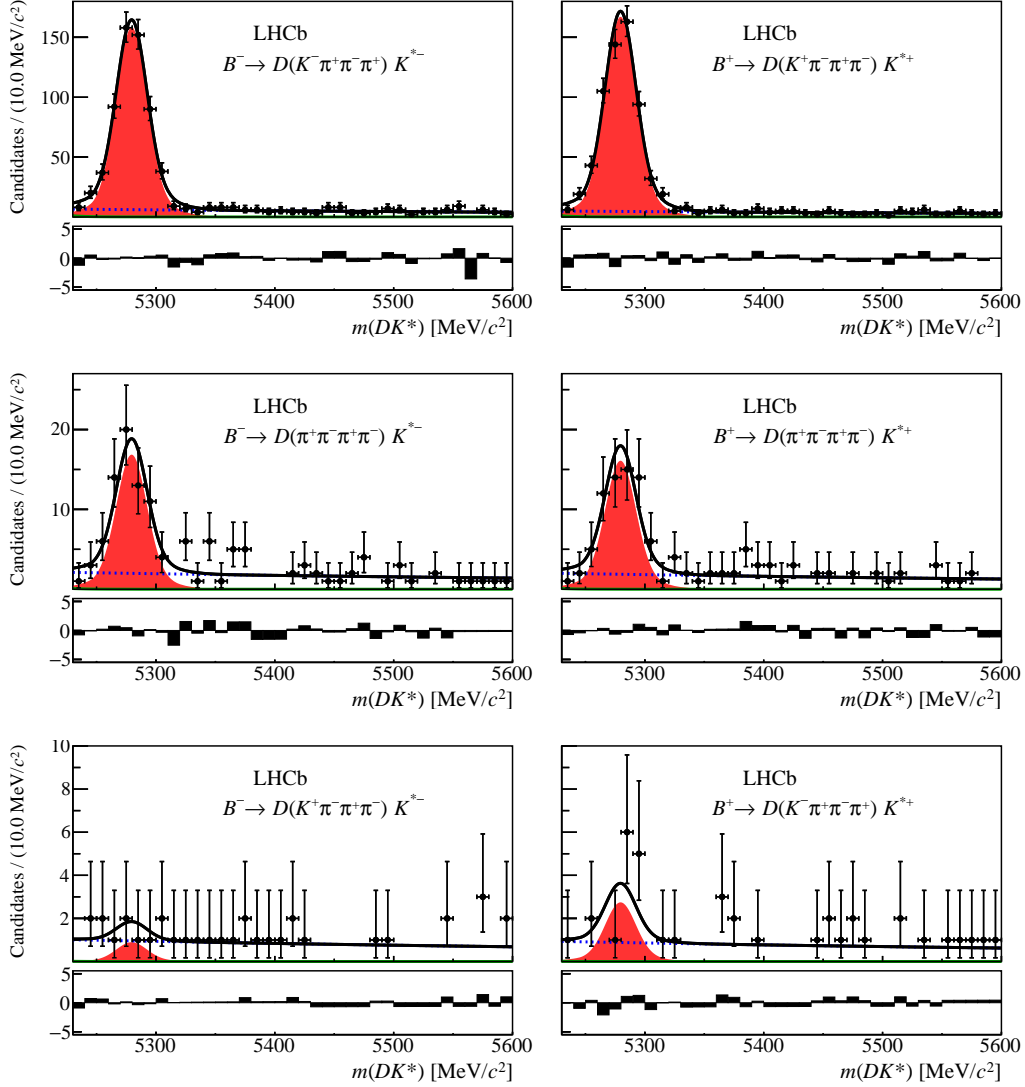 Candidates / (10.0 MeV/c²)
150
100
50
LHCb
B⁻→ D(K⁻π⁺π⁻π⁺) K*⁻
5
0
−5
5300 5400 5500 5600
m(DK*) [MeV/c²]
LHCb
B⁺→ D(K⁺π⁻π⁺π⁻) K*⁺
5300 5400 5500 5600
m(DK*) [MeV/c²]
Candidates / (10.0 MeV/c²)
20
10
LHCb
B⁻→ D(π⁺π⁻π⁺π⁻) K*⁻
5
0
−5
5300 5400 5500 5600
m(DK*) [MeV/c²]
LHCb
B⁺→ D(π⁺π⁻π⁺π⁻) K*⁺
5300 5400 5500 5600
m(DK*) [MeV/c²]
Candidates / (10.0 MeV/c²)
10
8
6
4
2
0
LHCb
B⁻→ D(K⁺π⁻π⁺π⁻) K*⁻
5
0
−5
5300 5400 5500 5600
m(DK*) [MeV/c²]
LHCb
B⁺→ D(K⁻π⁺π⁻π⁺) K*⁺
5300 5400 5500 5600
m(DK*) [MeV/c²]